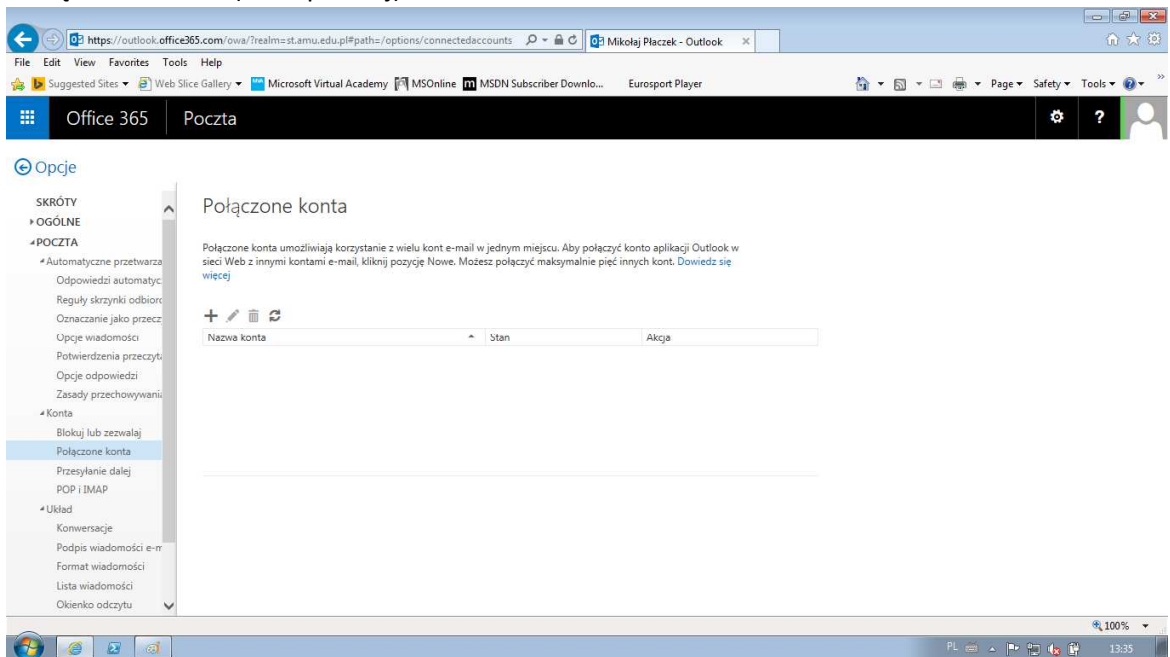 https://outlook.office365.com/owa/?realm=st.amu.edu.pl#path=/options/connectedaccounts
Mikołaj Płaczek - Outlook
File Edit View Favorites Tools Help
Suggested Sites Web Slice Gallery Microsoft Virtual Academy MSOnline MSDN Subscriber Downlo... Eurosport Player Page Safety Tools
Office 365 Poczta ?
Opcje
SKRÓTY
OGÓLNE
POCZTA
Automatyczne przetwarza
Odpowiedzi automatyc
Reguły skrzynki odbiorc
Oznaczanie jako przecz
Opcje wiadomości
Potwierdzenia przeczyta
Opcje odpowiedzi
Zasady przechowywania
Konta
Blokuj lub zezwalaj
Połączone konta
Przesyłanie dalej
POP i IMAP
Układ
Konwersacje
Podpis wiadomości e-m
Format wiadomości
Lista wiadomości
Okienko odczytu
Połączone konta
Połączone konta umożliwiają korzystanie z wielu kont e-mail w jednym miejscu. Aby połączyć konto aplikacji Outlook w
sieci Web z innymi kontami e-mail, kliknij pozycję Nowe. Możesz połączyć maksymalnie pięć innych kont. Dowiedz się
więcej
Nazwa konta Stan Akcja
100%
PL 13:35